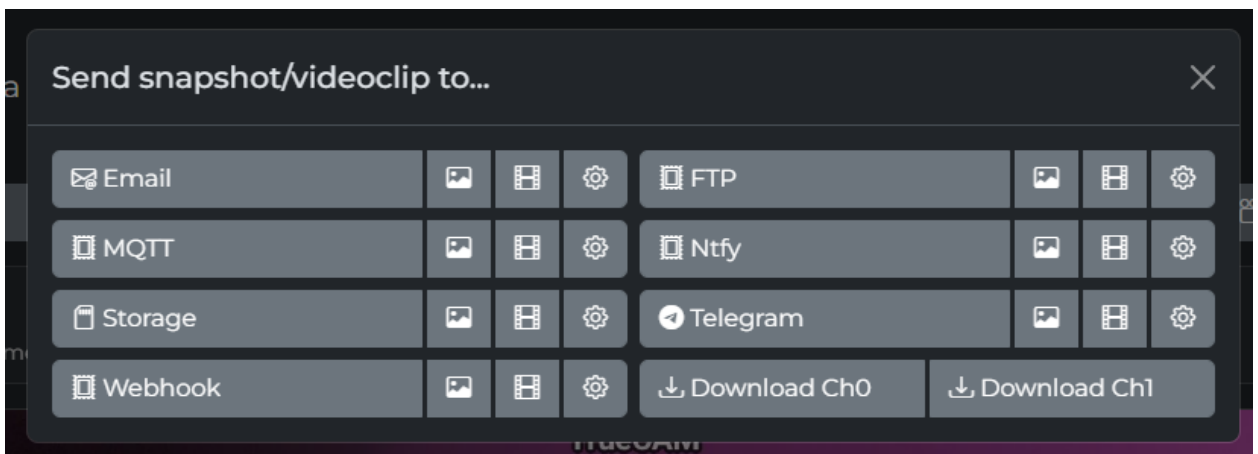 Send snapshot/videoclip to...
Email
FTP
MQTT
Ntfy
Storage
Telegram
Webhook
Download Ch0
Download Ch1